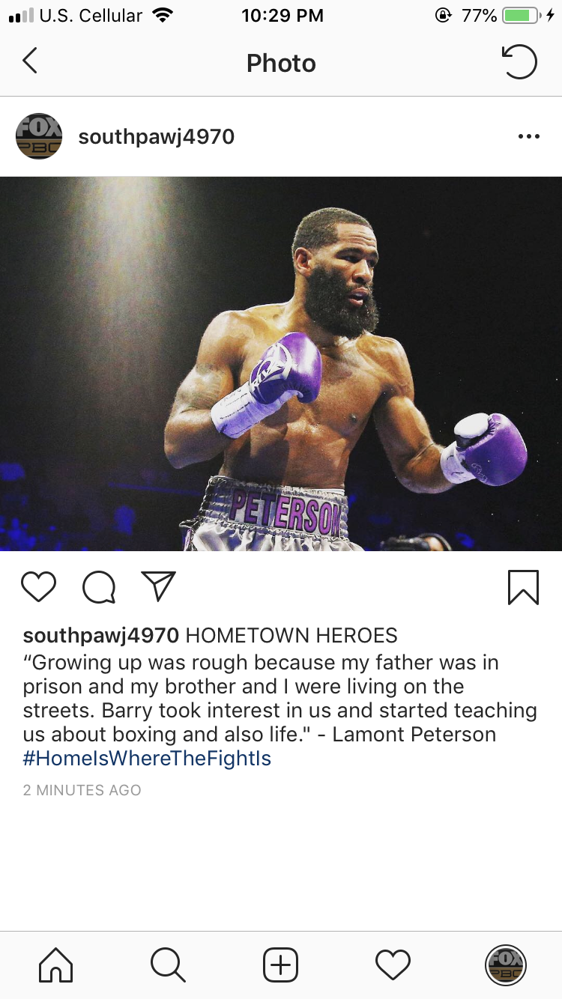 U.S. Cellular 10:29 PM 77%
Photo
FOX
PBC
southpawj4970
PETERSON
southpawj4970 HOMETOWN HEROES
“Growing up was rough because my father was in
prison and my brother and I were living on the
streets. Barry took interest in us and started teaching
us about boxing and also life." - Lamont Peterson
#HomeIsWhereTheFightIs
2 MINUTES AGO
FOX
PBC